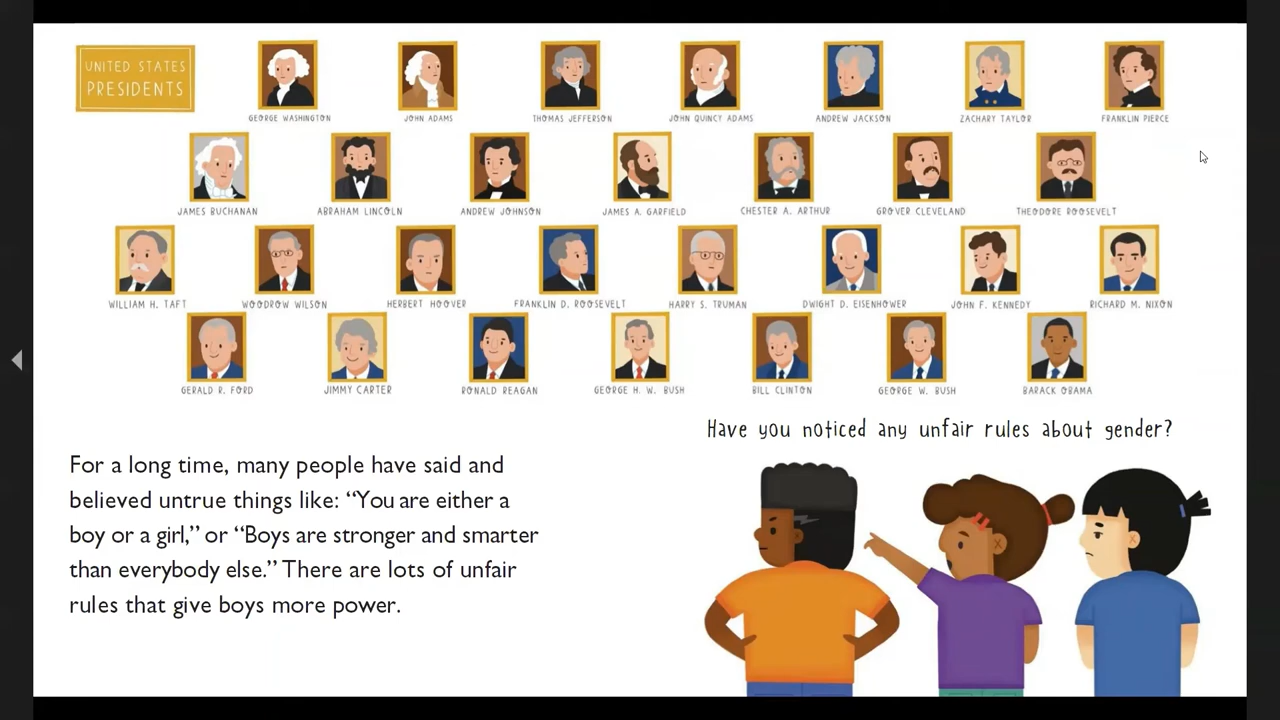 UNITED STATES
PRESIDENTS
GEORGE WASHINGTON
JOHN ADAMS
THOMAS JEFFERSON
JOHN QUINCY ADAMS
ANDREW JACKSON
ZACHARY TAYLOR
FRANKLIN PIERCE
JAMES BUCHANAN
ABRAHAM LINCOLN
ANDREW JOHNSON
JAMES A. GARFIELD
CHESTER A. ARTHUR
GROVER CLEVELAND
THEODORE ROOSEVELT
WILLIAM H. TAFT
WOODROW WILSON
HERBERT HOOVER
FRANKLIN D. ROOSEVELT
HARRY S. TRUMAN
DWIGHT D. EISENHOWER
JOHN F. KENNEDY
RICHARD M. NIXON
GERALD R. FORD
JIMMY CARTER
RONALD REAGAN
GEORGE H. W. BUSH
BILL CLINTON
GEORGE W. BUSH
BARACK OBAMA
Have you noticed any unfair rules about gender?
For a long time, many people have said and
believed untrue things like: “You are either a
boy or a girl,” or “Boys are stronger and smarter
than everybody else.” There are lots of unfair
rules that give boys more power.